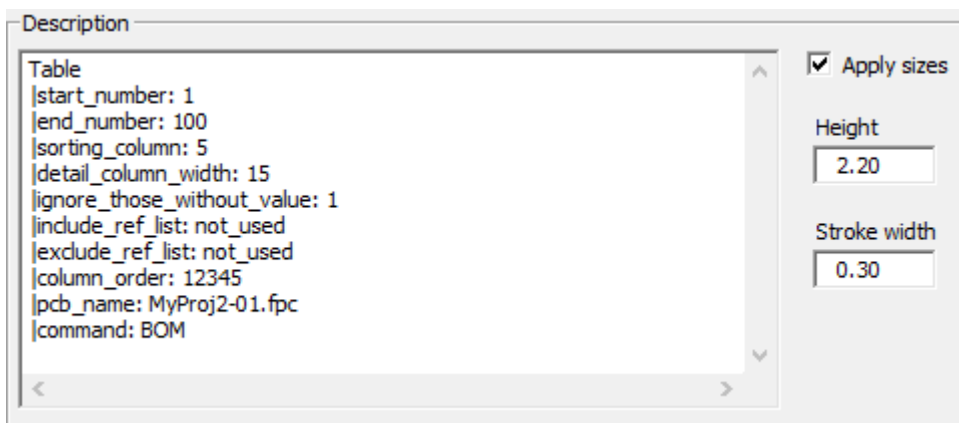 Description
Table
|start_number: 1
|end_number: 100
|sorting_column: 5
|detail_column_width: 15
|ignore_those_without_value: 1
|include_ref_list: not_used
|exclude_ref_list: not_used
|column_order: 12345
|pcb_name: MyProj2-01.fpc
|command: BOM
Apply sizes
Height
2.20
Stroke width
0.30